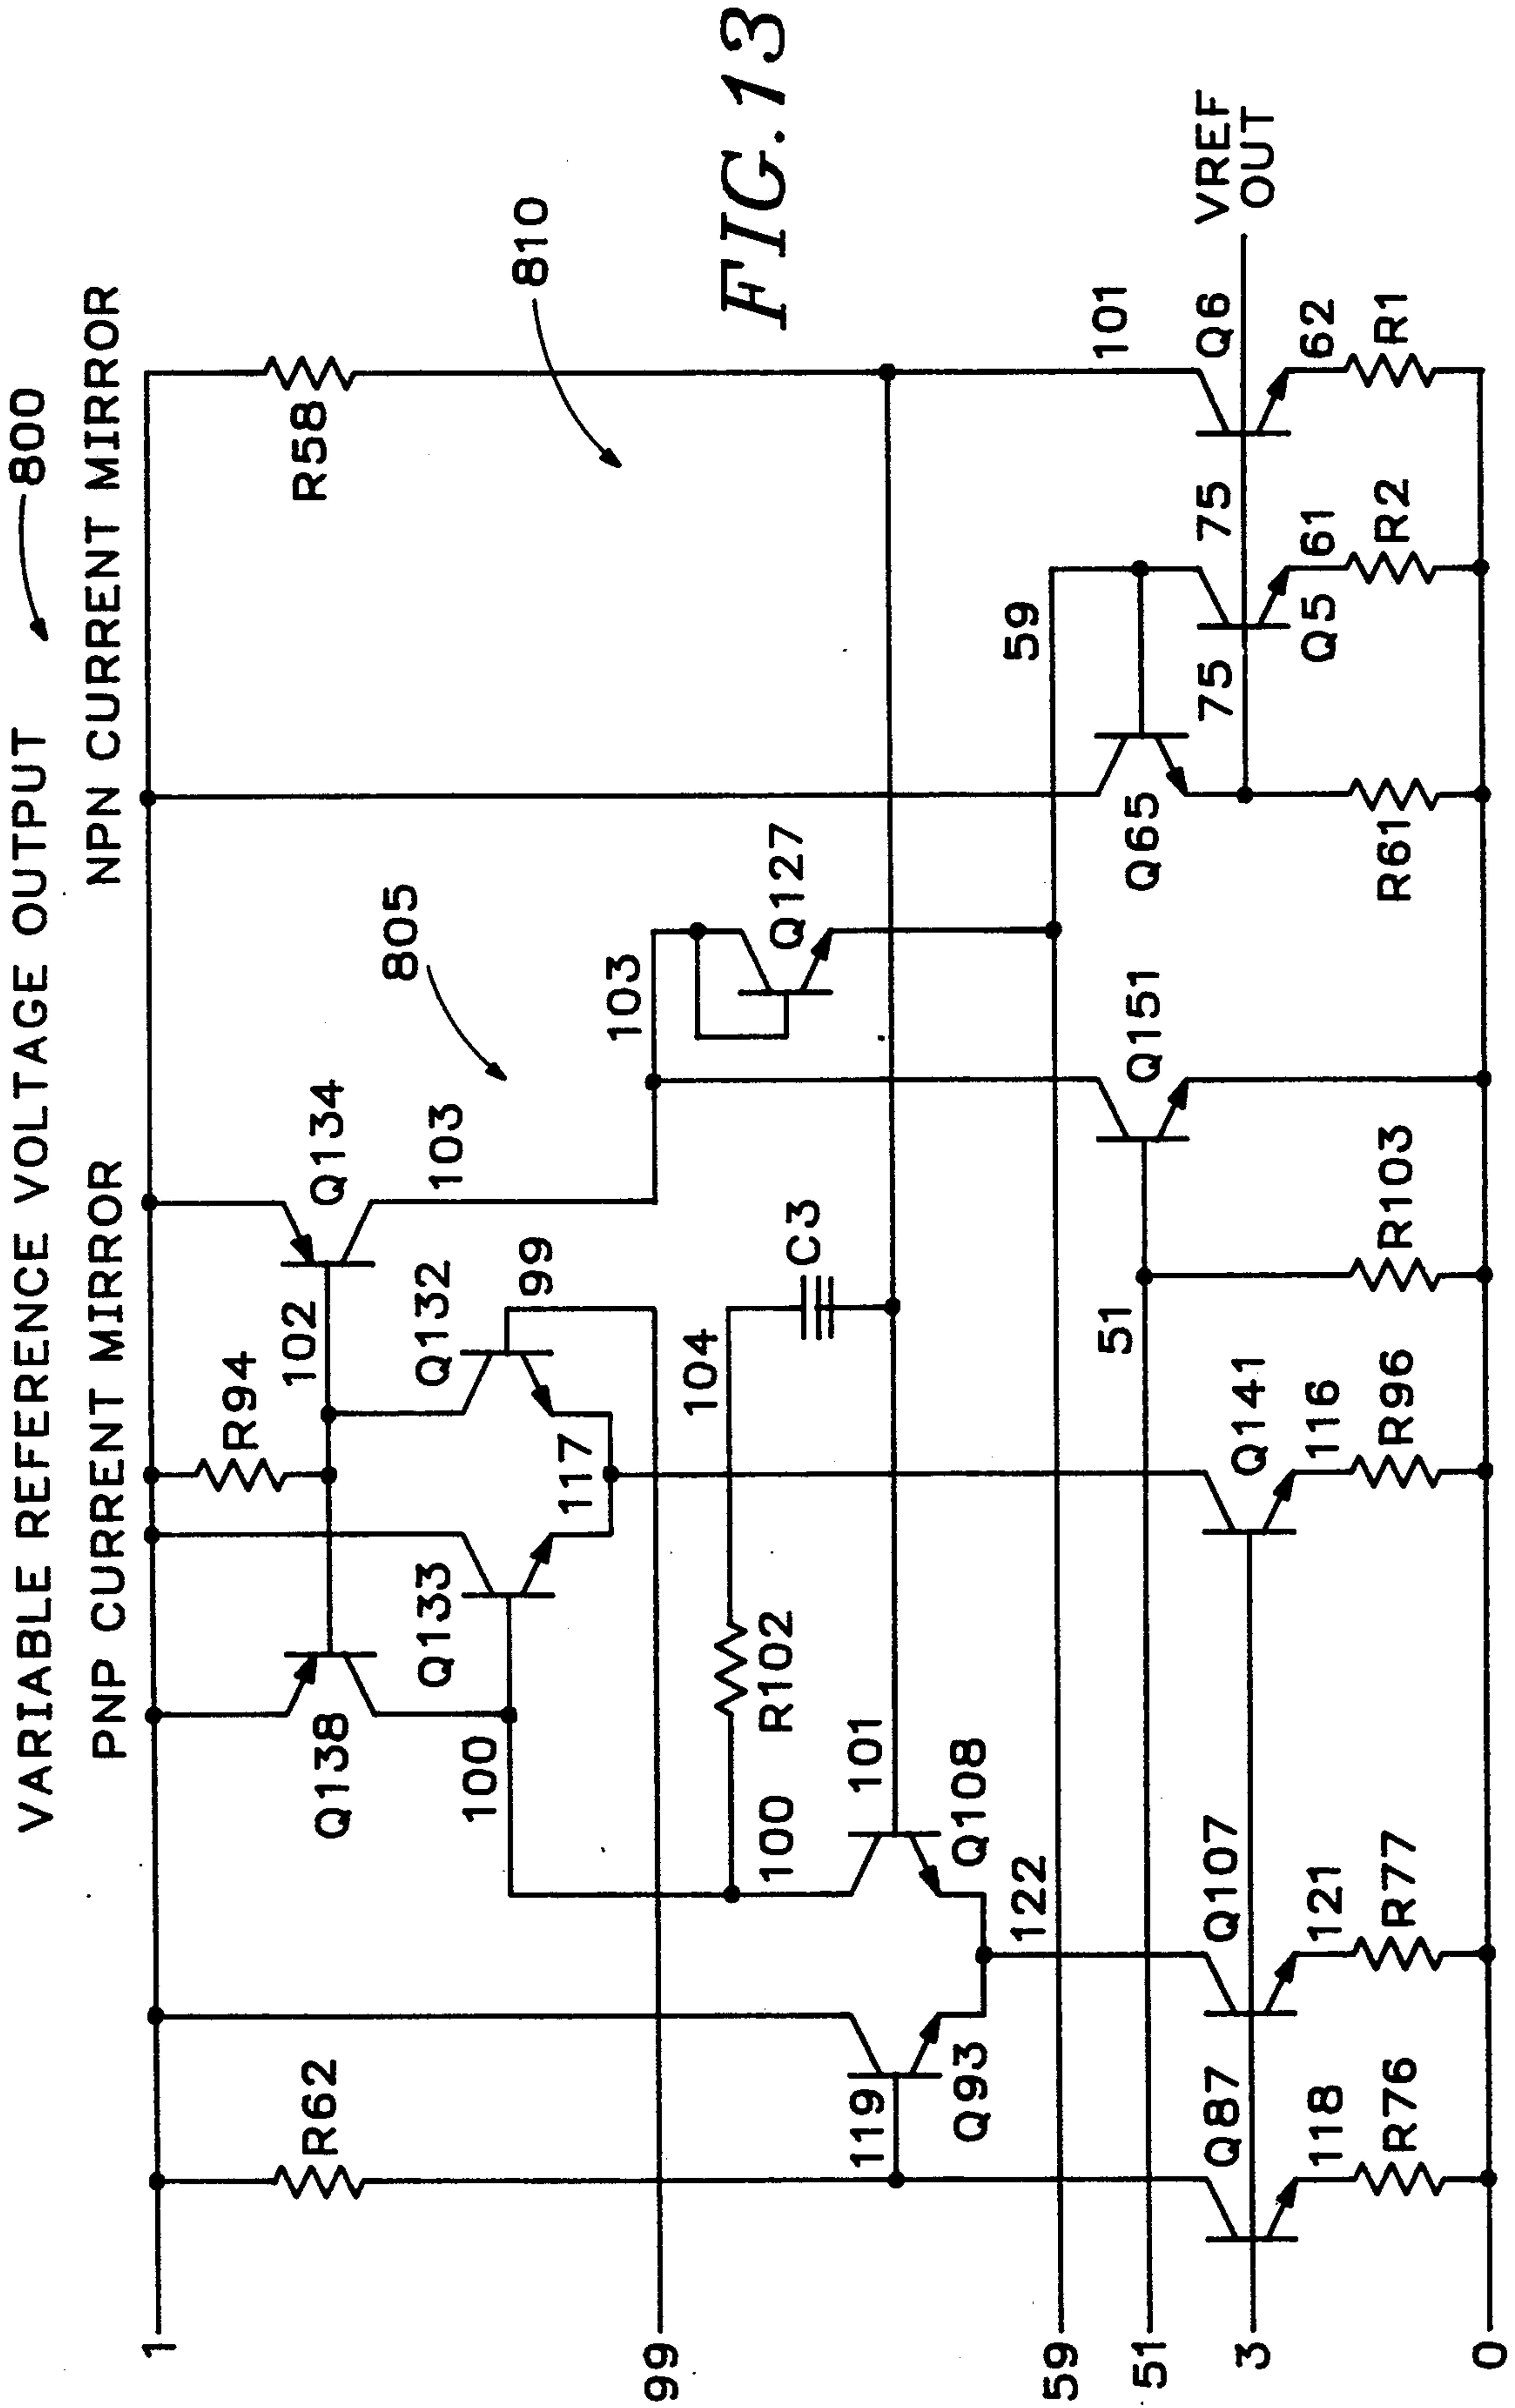 VARIABLE REFERENCE VOLTAGE OUTPUT
800
PNP CURRENT MIRROR
NPN CURRENT MIRROR
1
R62
Q138
R94
102
Q134
R58
Q133
Q132
103
805
810
100
117
99
103
99
104
FIG. 13
R102
C3
Q127
100
119
101
Q93
Q108
122
59
101
59
51
Q151
Q65
51
Q87
Q107
Q141
75
75
Q6
VREF
OUT
3
118
121
116
Q5
61
62
R76
R77
R96
R103
R61
R2
R1
0